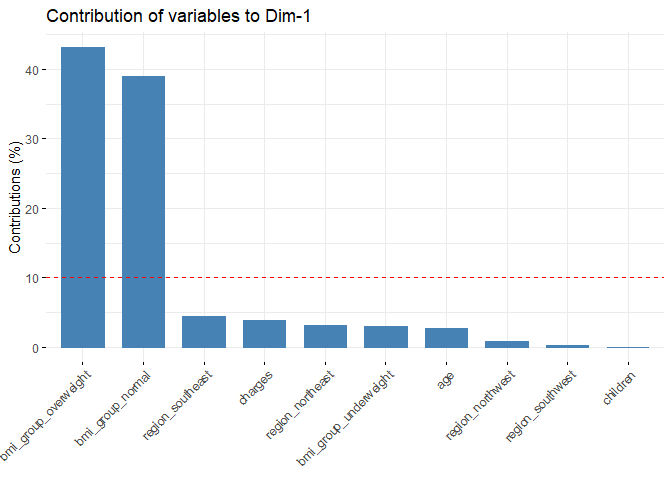 Contribution of variables to Dim-1
Contributions (%)
40
30
20
10
0
bmi_group_overweight
bmi_group_normal
region_southeast
charges
region_northeast
bmi_group_underweight
age
region_northwest
region_southwest
children